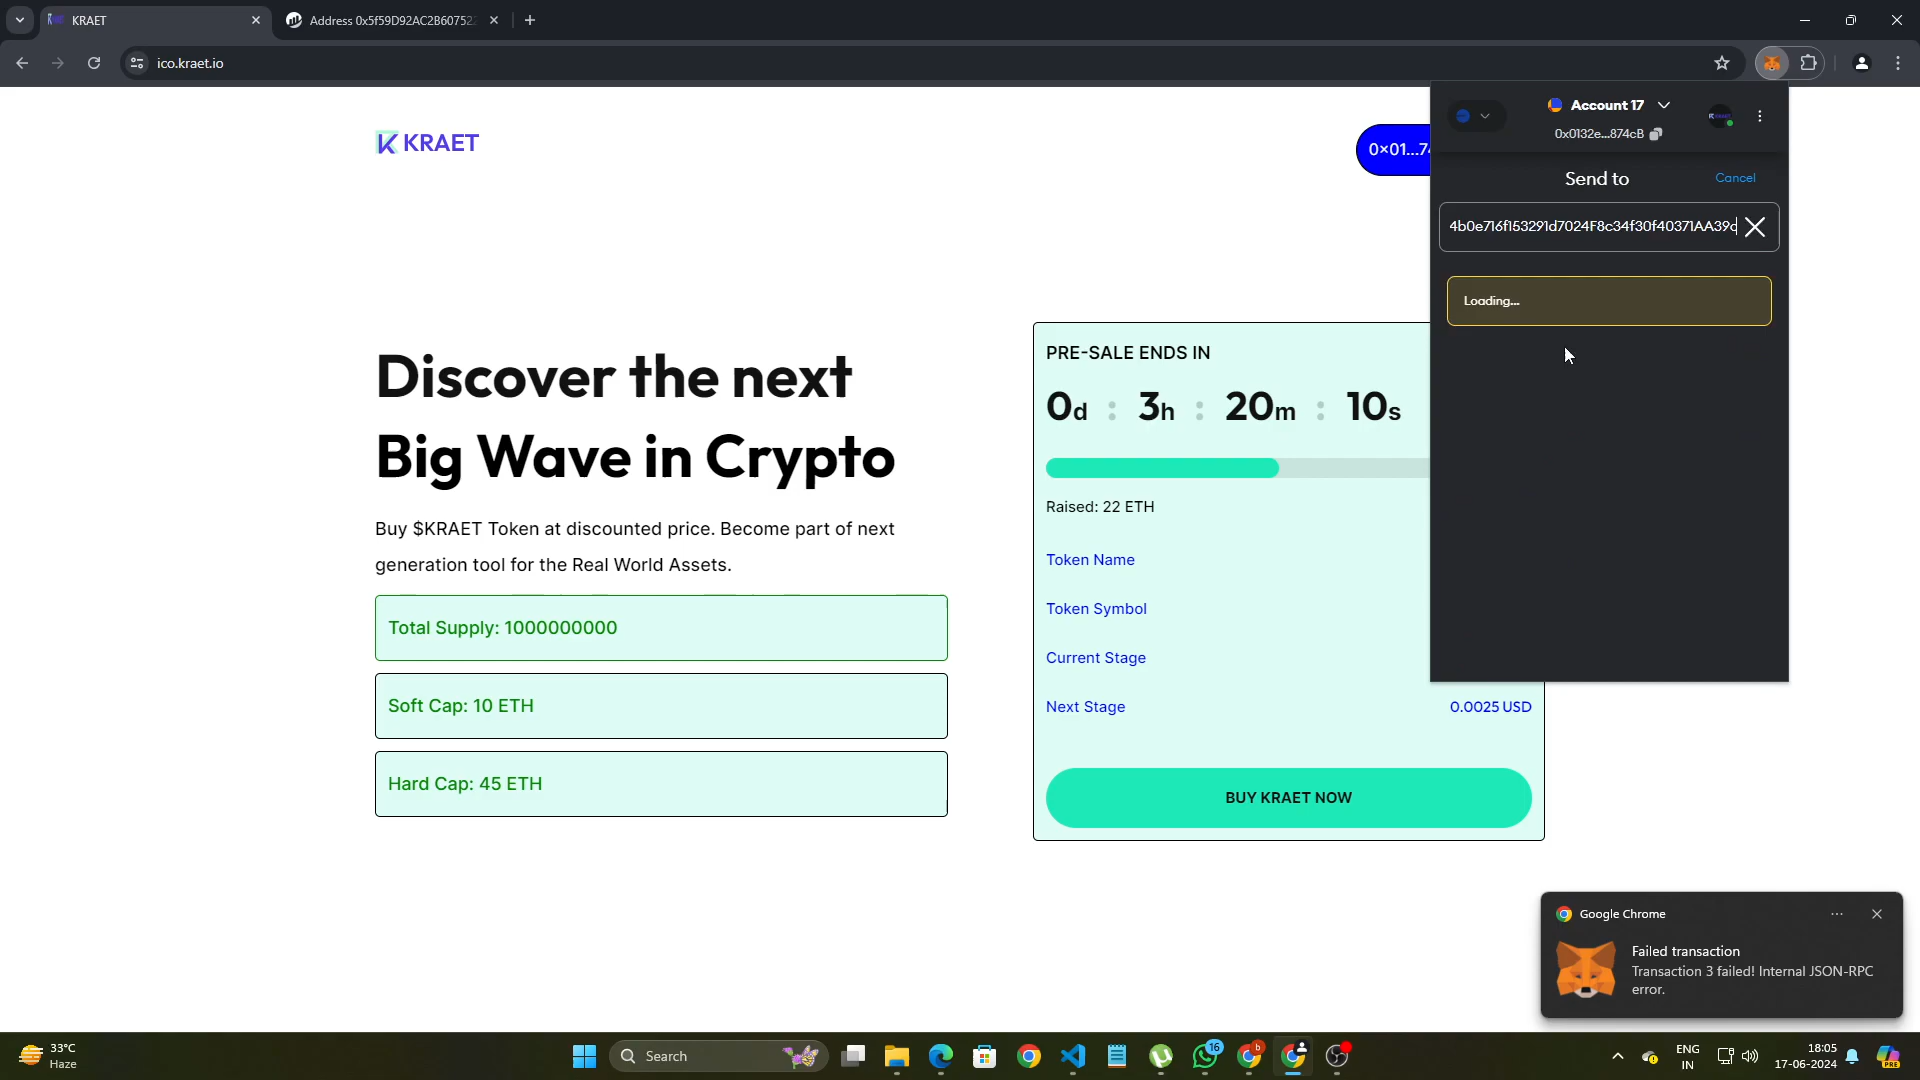 KRAET
Address 0x5f59D92AC2B60752
ico.kraet.io
Account 17
0x0132e...874cB
KRAET
0x01...74
Send to
Cancel
4b0e716f153291d7024F8c34f30f40371AA39c
Loading...
Discover the next
Big Wave in Crypto
Buy $KRAET Token at discounted price. Become part of next
generation tool for the Real World Assets.
Total Supply: 1000000000
Soft Cap: 10 ETH
Hard Cap: 45 ETH
PRE-SALE ENDS IN
0d : 3h : 20m : 10s
Raised: 22 ETH
Token Name
Token Symbol
Current Stage
Next Stage
0.0025 USD
BUY KRAET NOW
Google Chrome
Failed transaction
Transaction 3 failed! Internal JSON-RPC
error.
33°C
Haze
Search
16
ENG
IN
18:05
17-06-2024
PRE